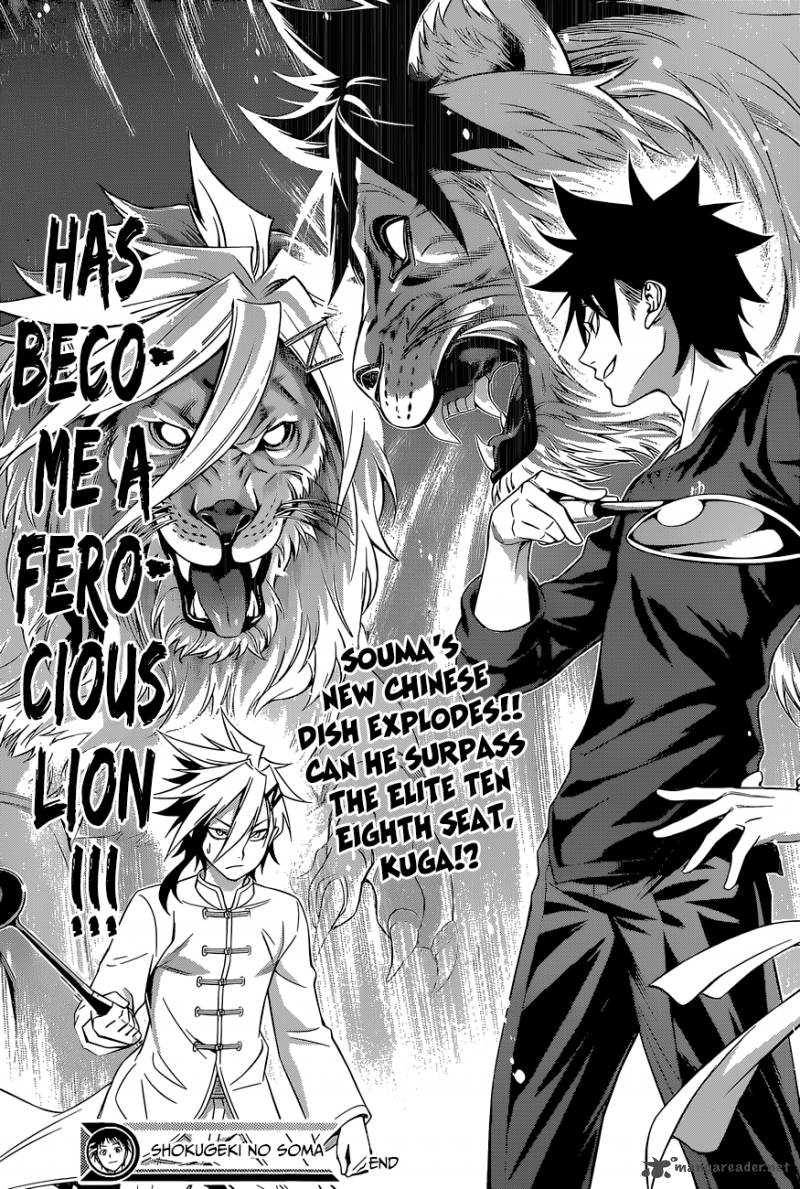 HAS
BECO-
ME A
FERO-
CIOUS
LION
!!!
SOUMA'S
NEW CHINESE
DISH EXPLODES!!
CAN HE SURPASS
THE ELITE TEN
EIGHTH SEAT,
KUGA!?
SHOKUGEKI NO SOMA
END
mangareader.net